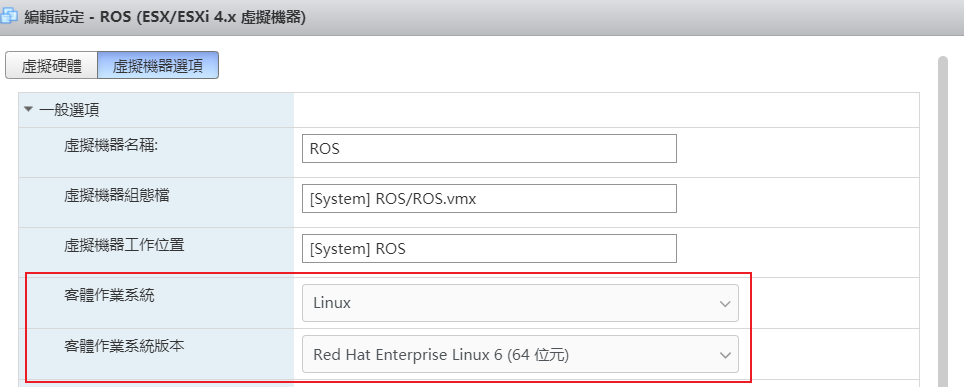 編輯設定 - ROS (ESX/ESXi 4.x 虛擬機器)
虛擬硬體 虛擬機器選項
一般選項
虛擬機器名稱: ROS
虛擬機器組態檔 [System] ROS/ROS.vmx
虛擬機器工作位置 [System] ROS
客體作業系統 Linux
客體作業系統版本 Red Hat Enterprise Linux 6 (64 位元)